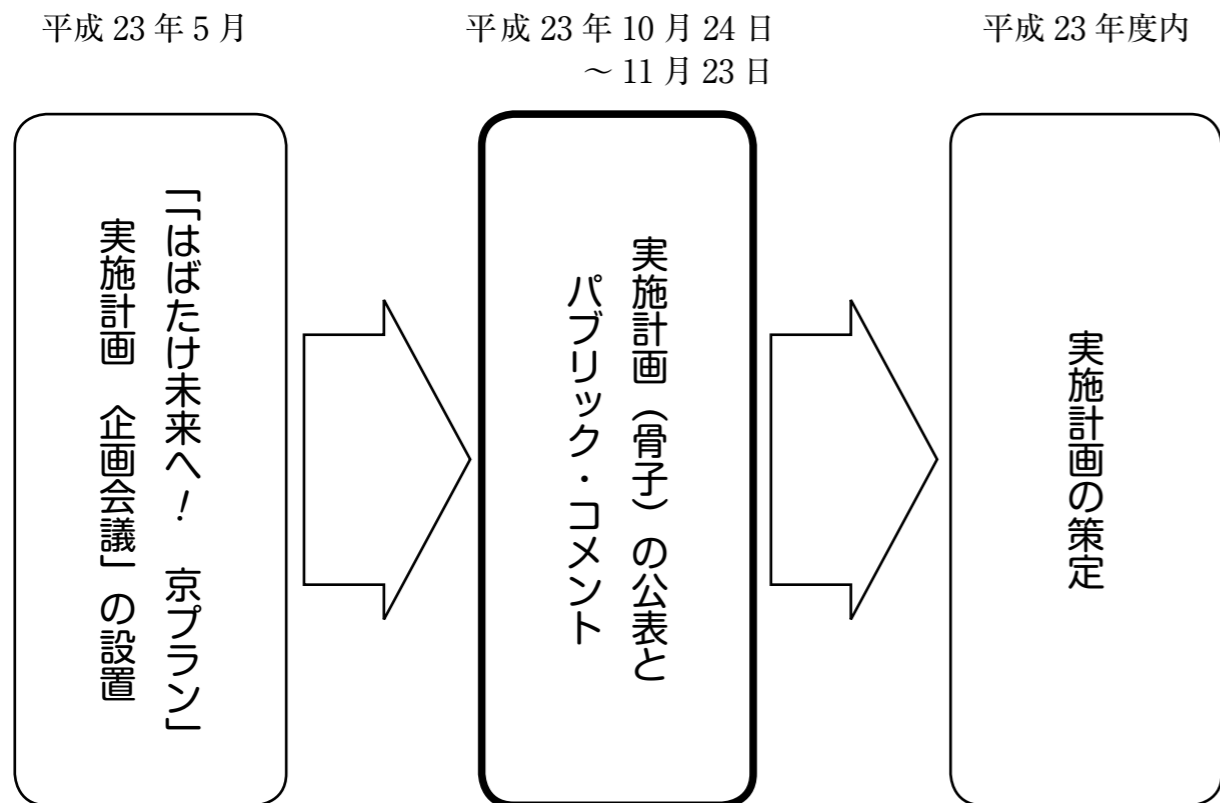 平成 23 年 5 月
平成 23 年 10 月 24 日
～ 11 月 23 日
平成 23 年度内
「「はばたけ未来へ！　京プラン」
実施計画　企画会議」の設置
実施計画（骨子）の公表と
パブリック・コメント
実施計画の策定